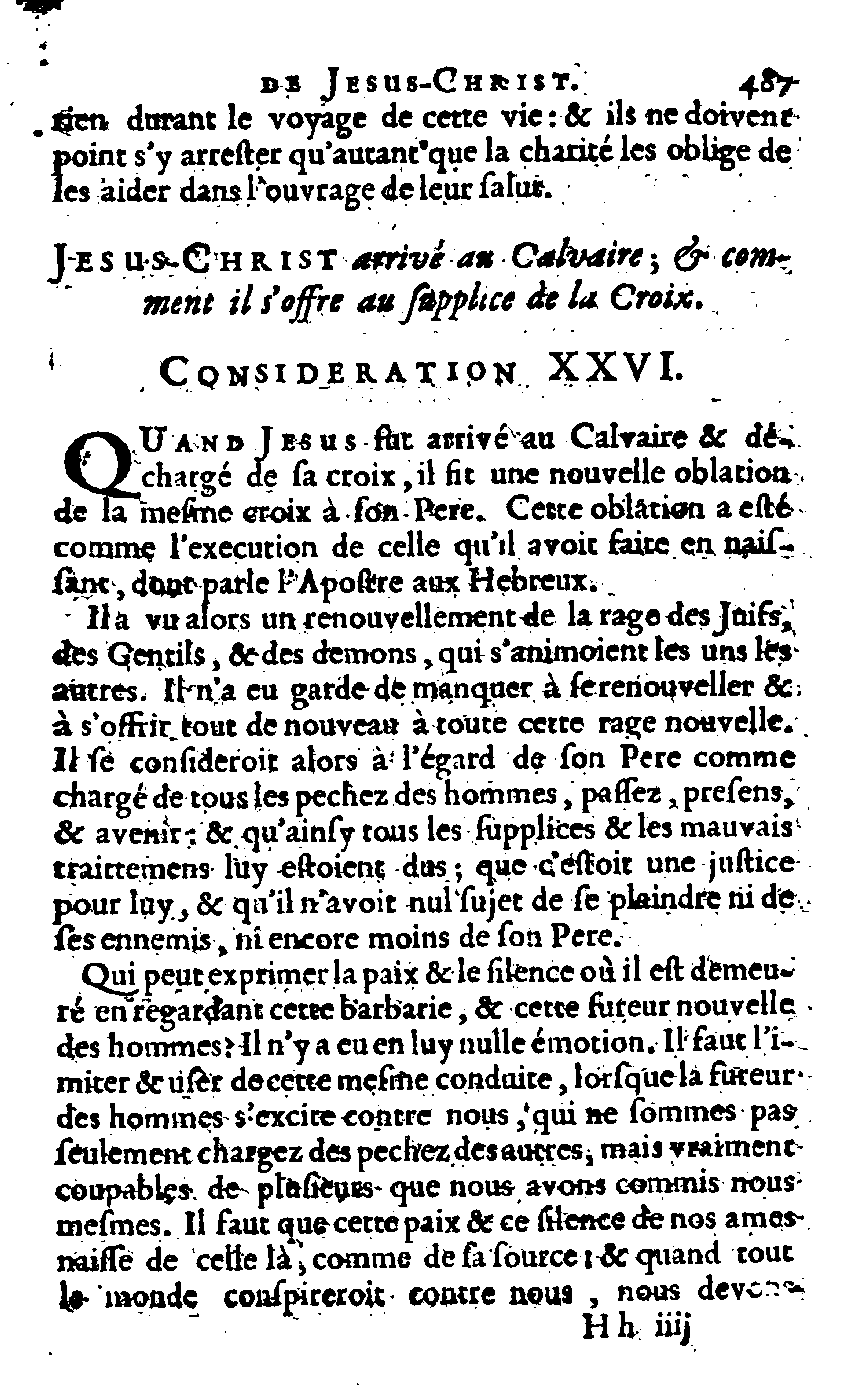 DE JESUS-CHRIST. 487
rien durant le voyage de cette vie : & ils ne doivent
point s'y arreſter qu'autant que la charité les oblige de
les aider dans l'ouvrage de leur ſalut.
JESUS-CHRIST arrivé au Calvaire ; & com-
ment il s'offre au ſupplice de la Croix.
CONSIDERATION XXVI.
QUAND JESUS fut arrivé au Calvaire & dé-
chargé de ſa croix, il fit une nouvelle oblation
de la meſme croix à ſon Pere. Cette oblation a eſté
comme l'execution de celle qu'il avoit faite en naiſ-
ſant, dont parle l'Apoſtre aux Hebreux.
Il a vu alors un renouvellement de la rage des Juifs,
des Gentils, & des demons, qui s'animoient les uns les
autres. Il n'a eu garde de manquer à ſe renouveller &
à s'offrir tout de nouveau à toute cette rage nouvelle.
Il ſe conſideroit alors à l'égard de ſon Pere comme
chargé de tous les pechez des hommes, paſſez, preſens,
& avenir : & qu'ainſy tous les ſupplices & les mauvais
traittemens luy eſtoient dus ; que c'eſtoit une juſtice
pour luy, & qu'il n'avoit nul ſujet de ſe plaindre ni de
ſes ennemis, ni encore moins de ſon Pere.
Qui peut exprimer la paix & le ſilence où il eſt demeu-
ré en regardant cette barbarie, & cette fureur nouvelle
des hommes ? Il n'y a eu en luy nulle émotion. Il faut l'i-
miter & uſer de cette meſme conduite, lorſque la fureur
des hommes s'excite contre nous, qui ne ſommes pas
ſeulement chargez des pechez des autres, mais vraiment
coupables de pluſieurs que nous avons commis nous
meſmes. Il faut que cette paix & ce ſilence de nos ames
naiſſe de celle là, comme de ſa ſource ; & quand tout
le monde conſpireroit contre nous, nous devons
H h iiij